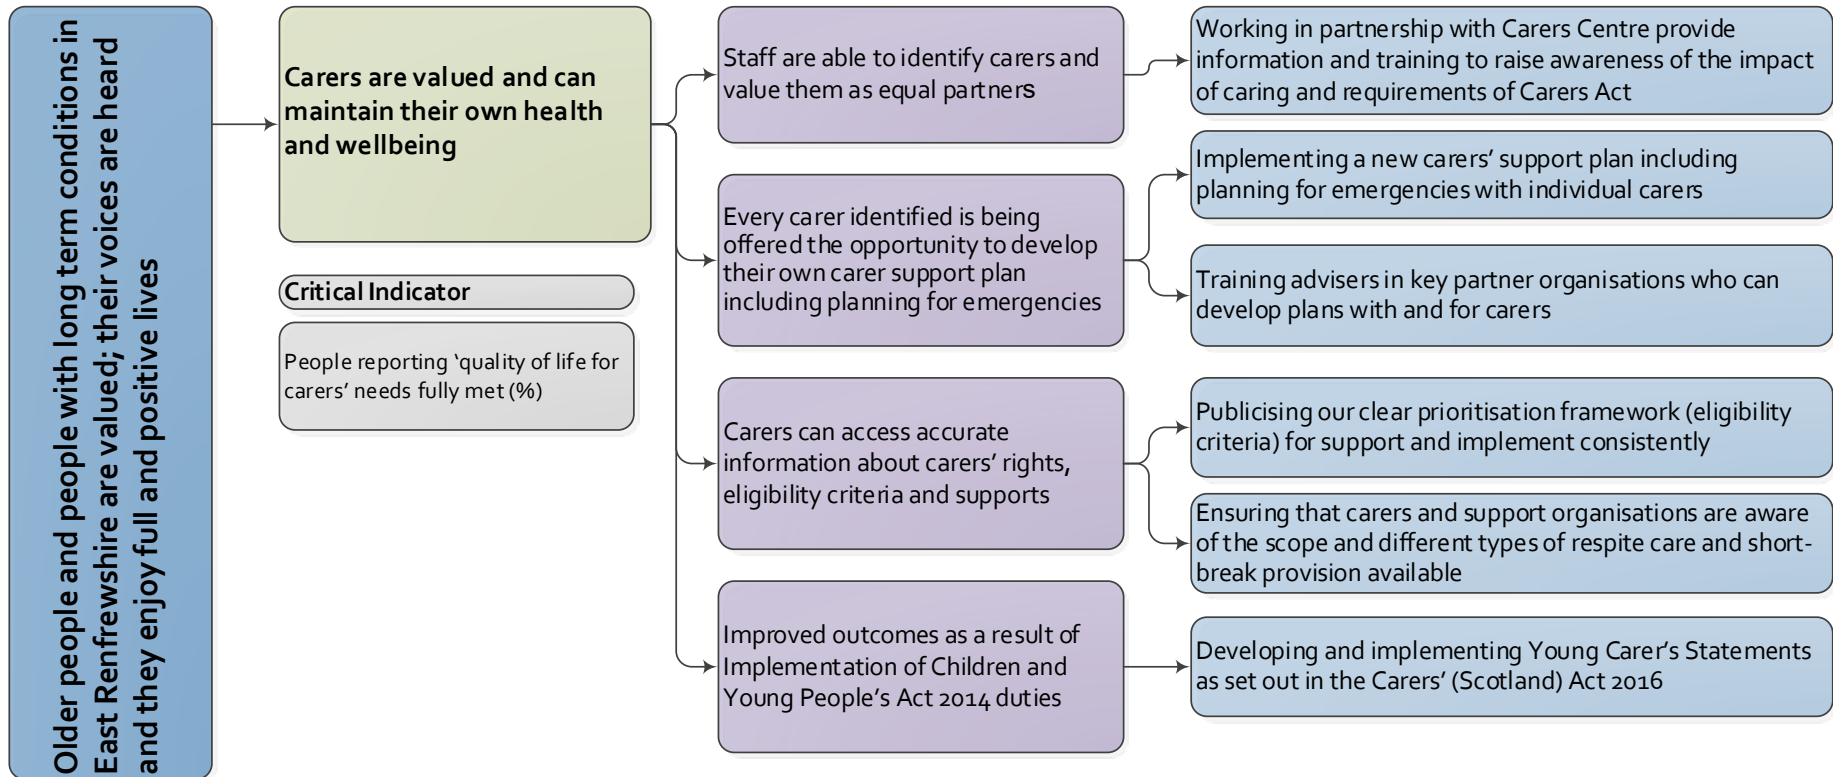 Older people and people with long term conditions in
East Renfrewshire are valued; their voices are heard
and they enjoy full and positive lives
Carers are valued and can
maintain their own health
and wellbeing
Critical Indicator
People reporting ‘quality of life for
carers’ needs fully met (%)
Staff are able to identify carers and
value them as equal partners
Every carer identified is being
offered the opportunity to develop
their own carer support plan
including planning for emergencies
Carers can access accurate
information about carers’ rights,
eligibility criteria and supports
Improved outcomes as a result of
Implementation of Children and
Young People’s Act 2014 duties
Working in partnership with Carers Centre provide
information and training to raise awareness of the impact
of caring and requirements of Carers Act
Implementing a new carers’ support plan including
planning for emergencies with individual carers
Training advisers in key partner organisations who can
develop plans with and for carers
Publicising our clear prioritisation framework (eligibility
criteria) for support and implement consistently
Ensuring that carers and support organisations are aware
of the scope and different types of respite care and short-
break provision available
Developing and implementing Young Carer’s Statements
as set out in the Carers’ (Scotland) Act 2016